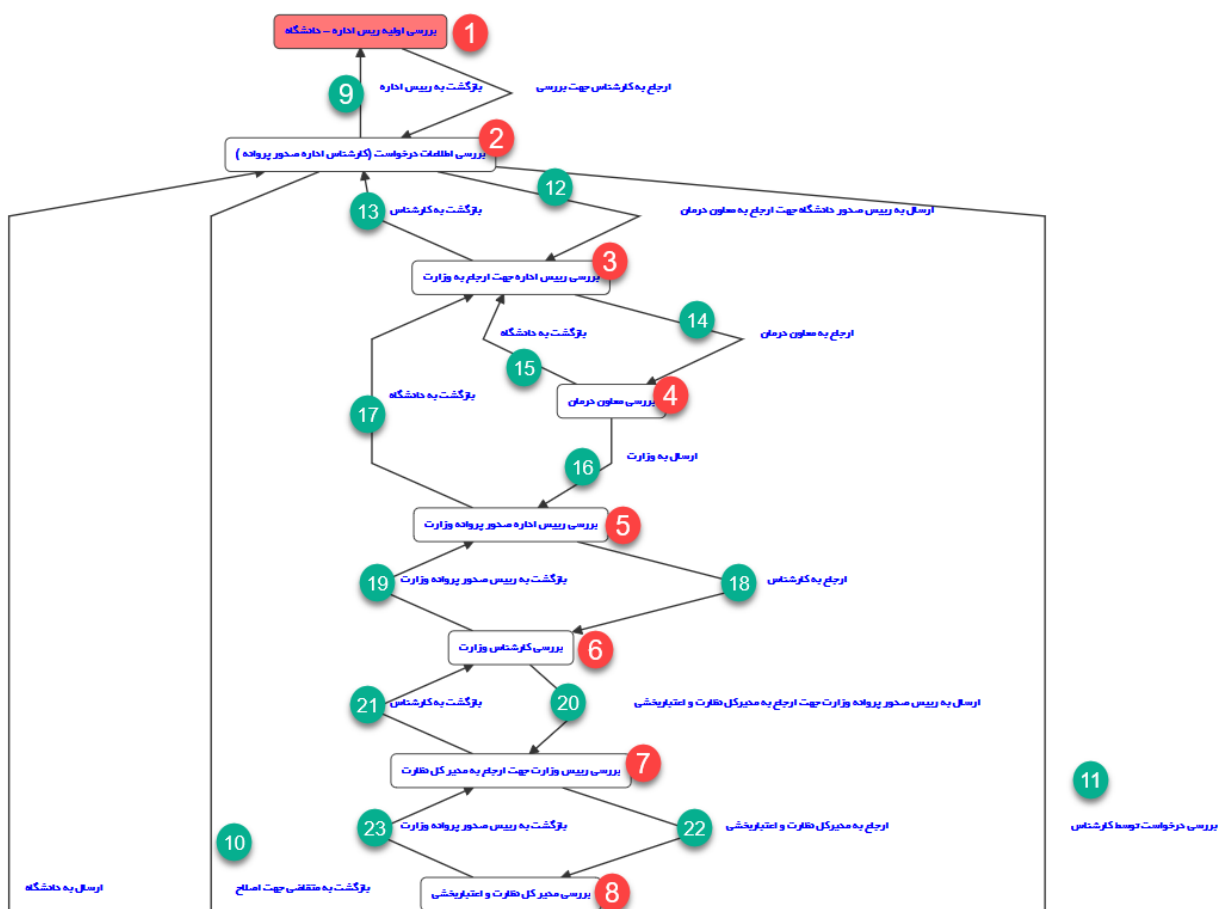 بررسی اولیه ریس اداره – دانشگاه
1
9
بازگشت به رییس اداره
ارجاع به کارشناس جهت بررسی
2
بررسی اطلاعات درخواست (کارشناس اداره صدور پروانه )
12
13
بازگشت به کارشناس
ارسال به رییس صدور دانشگاه جهت ارجاع به معاون درمان
3
بررسی رییس اداره جهت ارجاع به وزارت
14
بازگشت به دانشگاه
ارجاع به معاون درمان
15
4
بررسی معاون درمان
17
بازگشت به دانشگاه
16
ارسال به وزارت
بررسی رییس اداره صدور پروانه وزارت
5
19
بازگشت به رییس صدور پروانه وزارت
18
ارجاع به کارشناس
بررسی کارشناس وزارت
6
21
بازگشت به کارشناس
20
ارسال به رییس صدور پروانه وزارت جهت ارجاع به مدیرکل نظارت و اعتباربخشی
بررسی رییس وزارت جهت ارجاع به مدیر کل نظارت
7
11
23
بازگشت به رییس صدور پروانه وزارت
22
ارجاع به مدیرکل نظارت و اعتباربخشی
بررسی درخواست توسط کارشناس
10
ارسال به دانشگاه
بازگشت به متقاضی جهت اصلاح
بررسی مدیر کل نظارت و اعتباربخشی
8